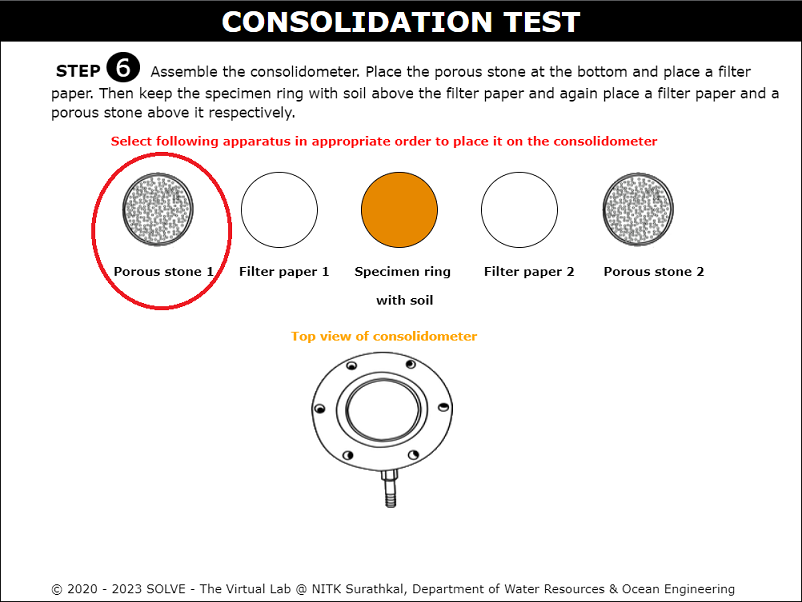 CONSOLIDATION TEST
STEP 6 Assemble the consolidometer. Place the porous stone at the bottom and place a filter
paper. Then keep the specimen ring with soil above the filter paper and again place a filter paper and a
porous stone above it respectively.
Select following apparatus in appropriate order to place it on the consolidometer
Porous stone 1 Filter paper 1 Specimen ring Filter paper 2 Porous stone 2
with soil
Top view of consolidometer
© 2020 - 2023 SOLVE - The Virtual Lab @ NITK Surathkal, Department of Water Resources & Ocean Engineering